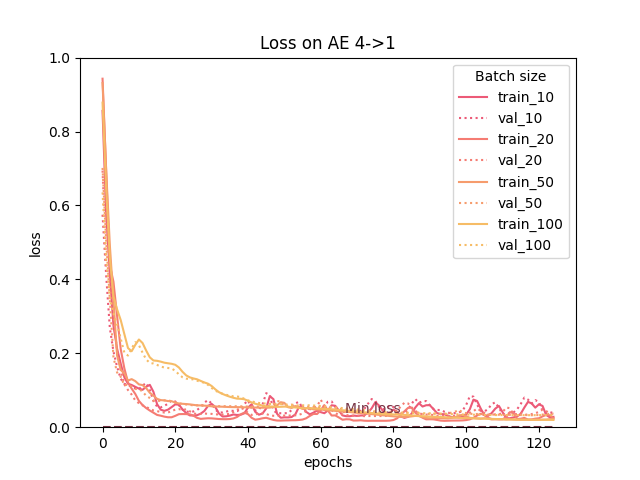 Loss on AE 4->1
1.0
0.8
0.6
0.4
0.2
0.0
loss
0
20
40
60
80
100
120
epochs
Batch size
train_10
val_10
train_20
val_20
train_50
val_50
train_100
val_100
Min loss